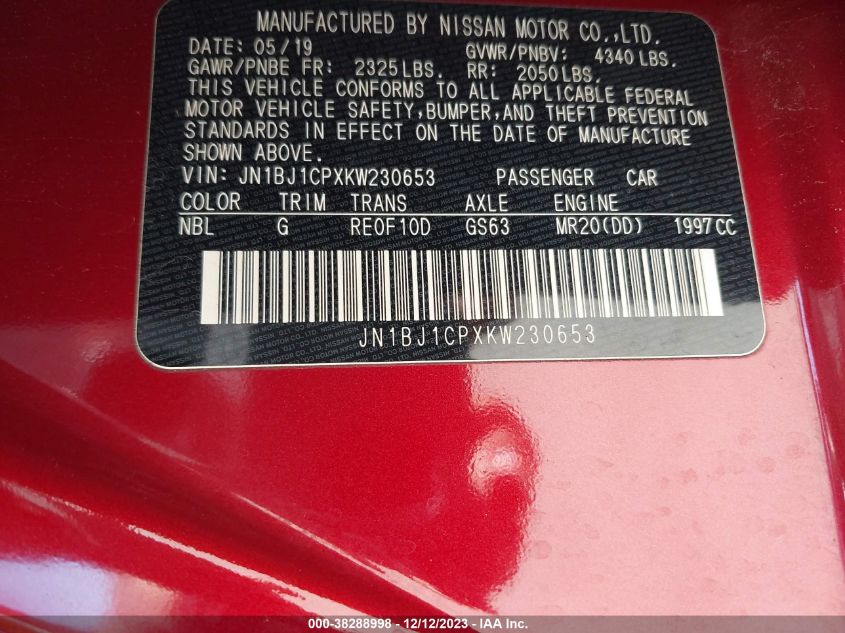 MANUFACTURED BY NISSAN MOTOR CO.,LTD.
DATE: 05/19 GVWR/PNBV: 4340 LBS.
GAWR/PNBE FR: 2325 LBS. RR: 2050 LBS.
THIS VEHICLE CONFORMS TO ALL APPLICABLE FEDERAL
MOTOR VEHICLE SAFETY,BUMPER,AND THEFT PREVENTION
STANDARDS IN EFFECT ON THE DATE OF MANUFACTURE
SHOWN ABOVE.
VIN: JN1BJ1CPXKW230653 PASSENGER CAR
COLOR TRIM TRANS AXLE ENGINE
NBL G RE0F10D GS63 MR20(DD) 1997CC
JN1BJ1CPXKW230653
000-38288998 - 12/12/2023 - IAA Inc.